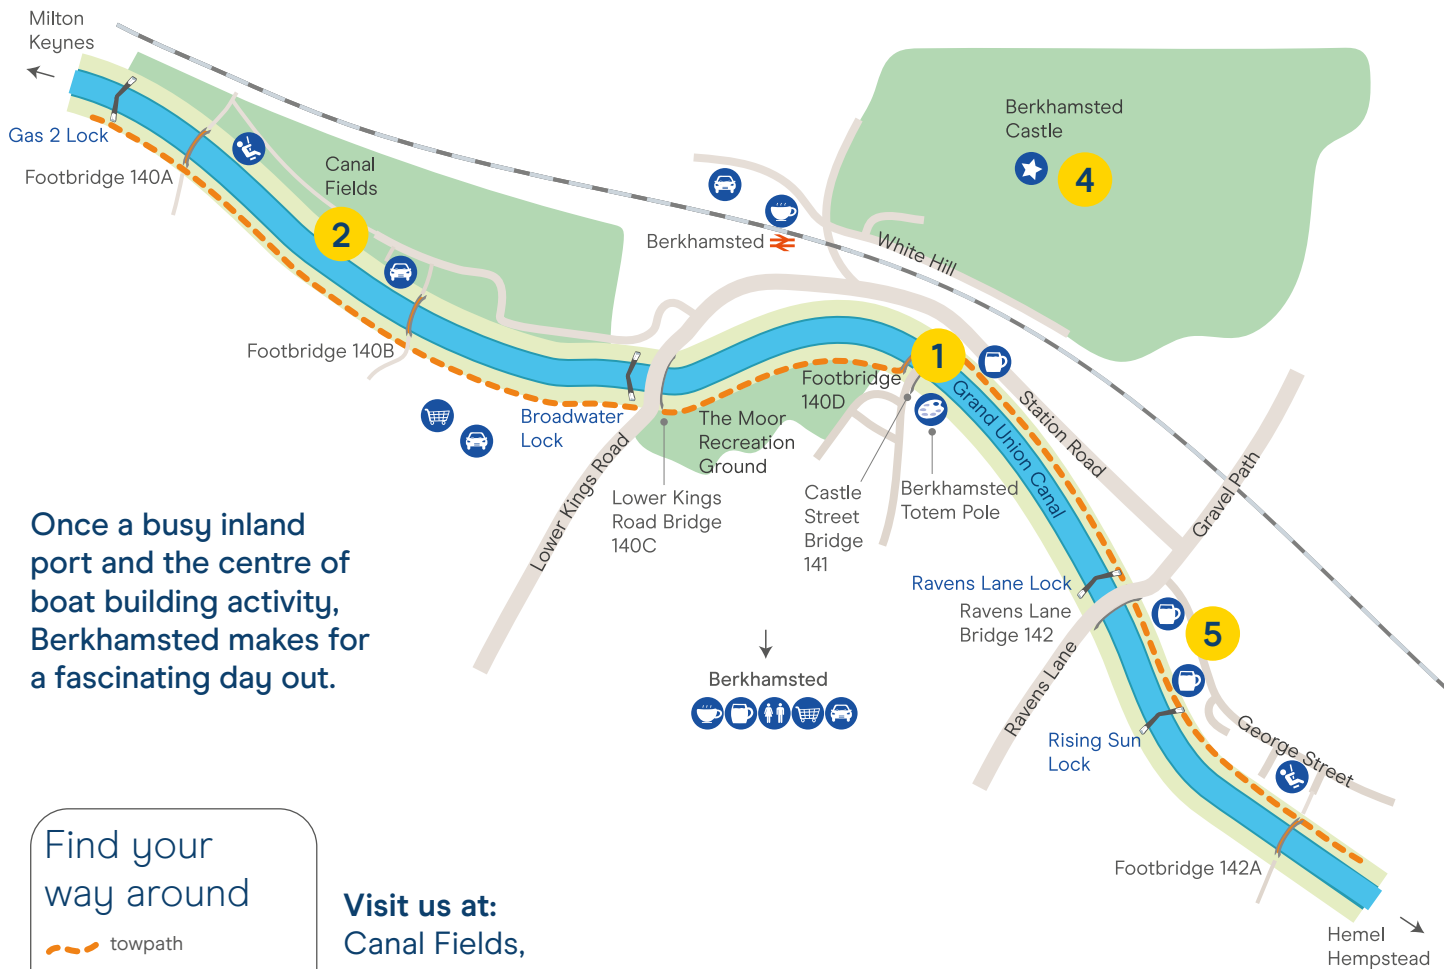 Milton
Keynes
Gas 2 Lock
Footbridge 140A
Canal
Fields
2
Footbridge 140B
Berkhamsted
Berkhamsted
Castle
4
White Hill
1
Footbridge
140D
Grand Union Canal
Station Road
Broadwater
Lock
The Moor
Recreation
Ground
Lower Kings Road
Lower Kings
Road Bridge
140C
Castle
Street
Bridge
141
Berkhamsted
Totem Pole
Gravel Path
Ravens Lane Lock
Ravens Lane
Bridge 142
5
Ravens Lane
Rising Sun
Lock
George Street
Footbridge 142A
Hemel
Hempstead
Berkhamsted
Once a busy inland
port and the centre of
boat building activity,
Berkhamsted makes for
a fascinating day out.
Find your
way around
towpath
Visit us at:
Canal Fields,